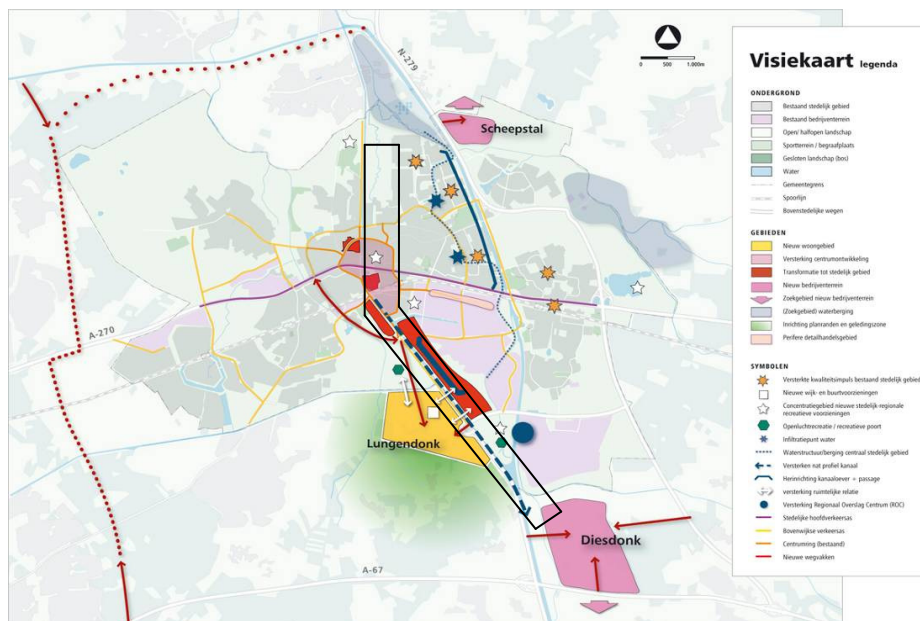 N-279
0 500 1.000m
Scheepstal
A-270
Lungendonk
Diesdonk
A-67
Visiekaart legenda
ONDERGROND
Bestaand stedelijk gebied
Bestaand bedrijventerrein
Open/ halfopen landschap
Sportterrein / begraafplaats
Gesloten landschap (bos)
Water
Gemeentegrens
Spoorlijn
Bovenstedelijke wegen
GEBIEDEN
Nieuw woongebied
Versterking centrumontwikkeling
Transformatie tot stedelijk gebied
Nieuw bedrijventerrein
Zoekgebied nieuw bedrijventerrein
(Zoekgebied) waterberging
Inrichting planranden en geledingszone
Perifere detailhandelsgebied
SYMBOLEN
Versterkte kwaliteitsimpuls bestaand stedelijk gebied
Nieuwe wijk- en buurtvoorzieningen
Concentratiegebied nieuwe stedelijk regionale
recreatieve voorzieningen
Openluchtrecreatie / recreatieve poort
Infiltratiepunt water
Waterstructuur/berging centraal stedelijk gebied
Versterken nat profiel kanaal
Herinrichting kanaaloever + passage
versterking ruimtelijke relatie
Versterking Regionaal Overslag Centrum (ROC)
Stedelijke hoofdverkeersas
Bovenwijkse verkeersas
Centrumring (bestaand)
Nieuwe wegvakken